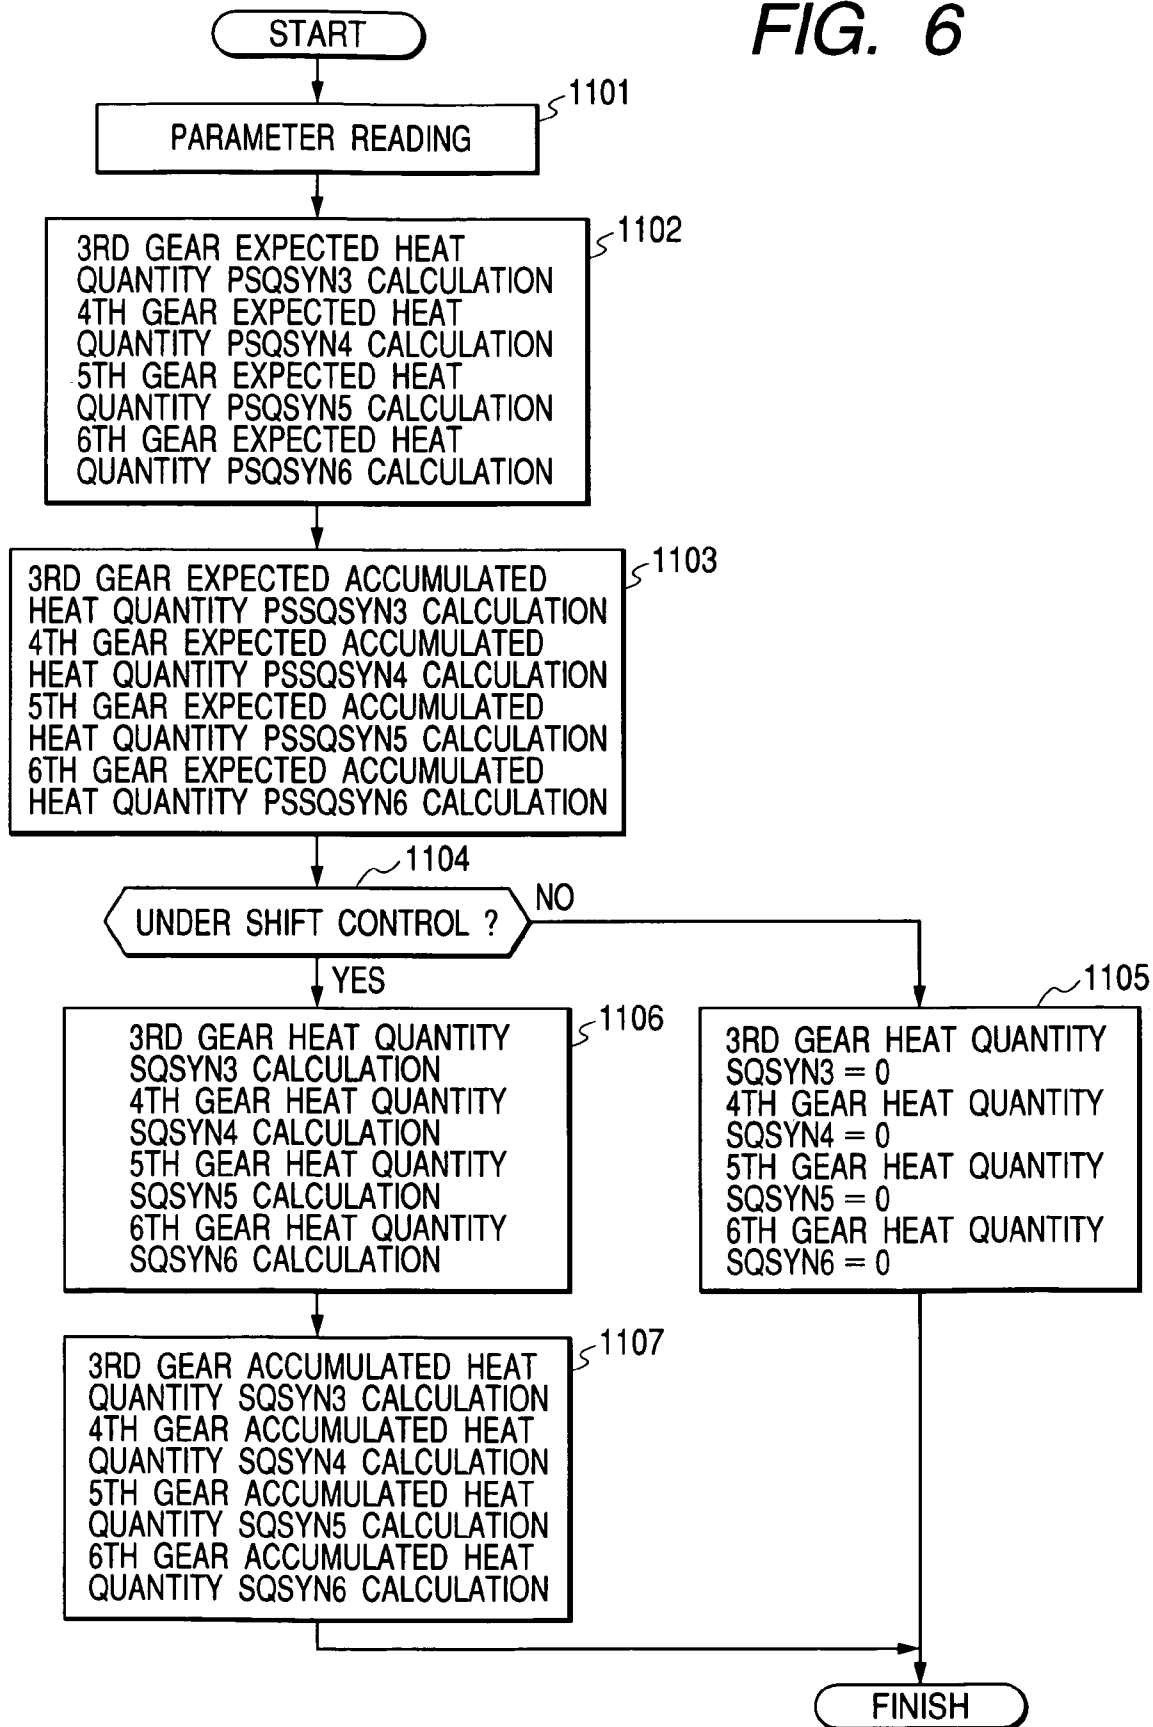 FIG. 6
START
1101
PARAMETER READING
1102
3RD GEAR EXPECTED HEAT
QUANTITY PSQSYN3 CALCULATION
4TH GEAR EXPECTED HEAT
QUANTITY PSQSYN4 CALCULATION
5TH GEAR EXPECTED HEAT
QUANTITY PSQSYN5 CALCULATION
6TH GEAR EXPECTED HEAT
QUANTITY PSQSYN6 CALCULATION
1103
3RD GEAR EXPECTED ACCUMULATED
HEAT QUANTITY PSSQSYN3 CALCULATION
4TH GEAR EXPECTED ACCUMULATED
HEAT QUANTITY PSSQSYN4 CALCULATION
5TH GEAR EXPECTED ACCUMULATED
HEAT QUANTITY PSSQSYN5 CALCULATION
6TH GEAR EXPECTED ACCUMULATED
HEAT QUANTITY PSSQSYN6 CALCULATION
1104
UNDER SHIFT CONTROL ?
NO
YES
1106
3RD GEAR HEAT QUANTITY
SQSYN3 CALCULATION
4TH GEAR HEAT QUANTITY
SQSYN4 CALCULATION
5TH GEAR HEAT QUANTITY
SQSYN5 CALCULATION
6TH GEAR HEAT QUANTITY
SQSYN6 CALCULATION
1105
3RD GEAR HEAT QUANTITY
SQSYN3 = 0
4TH GEAR HEAT QUANTITY
SQSYN4 = 0
5TH GEAR HEAT QUANTITY
SQSYN5 = 0
6TH GEAR HEAT QUANTITY
SQSYN6 = 0
1107
3RD GEAR ACCUMULATED HEAT
QUANTITY SQSYN3 CALCULATION
4TH GEAR ACCUMULATED HEAT
QUANTITY SQSYN4 CALCULATION
5TH GEAR ACCUMULATED HEAT
QUANTITY SQSYN5 CALCULATION
6TH GEAR ACCUMULATED HEAT
QUANTITY SQSYN6 CALCULATION
FINISH